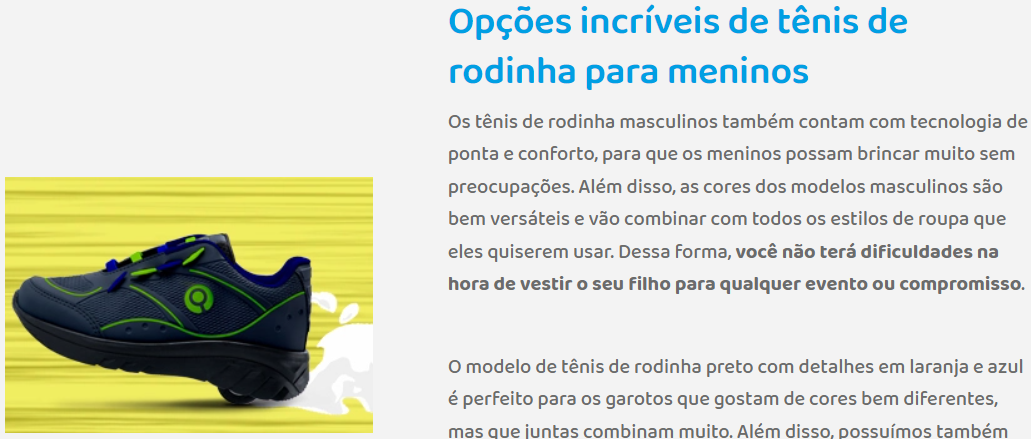 Opções incríveis de tênis de
rodinha para meninos
Os tênis de rodinha masculinos também contam com tecnologia de
ponta e conforto, para que os meninos possam brincar muito sem
preocupações. Além disso, as cores dos modelos masculinos são
bem versáteis e vão combinar com todos os estilos de roupa que
eles quiserem usar. Dessa forma, você não terá dificuldades na
hora de vestir o seu filho para qualquer evento ou compromisso.
O modelo de tênis de rodinha preto com detalhes em laranja e azul
é perfeito para os garotos que gostam de cores bem diferentes,
mas que juntas combinam muito. Além disso, possuímos também